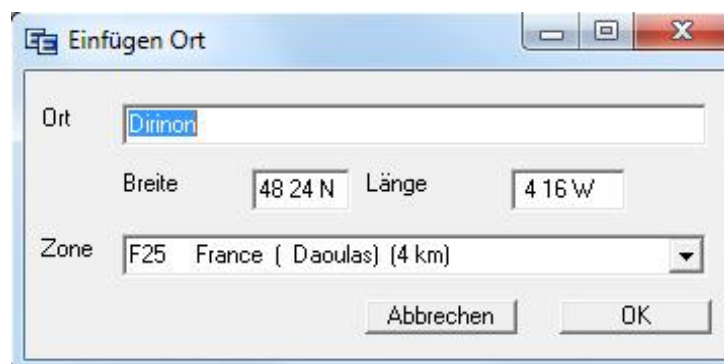 Einfügen Ort
Ort Dirinon
Breite 48 24 N Länge 4 16 W
Zone F25 France ( Daoulas) (4 km)
Abbrechen OK